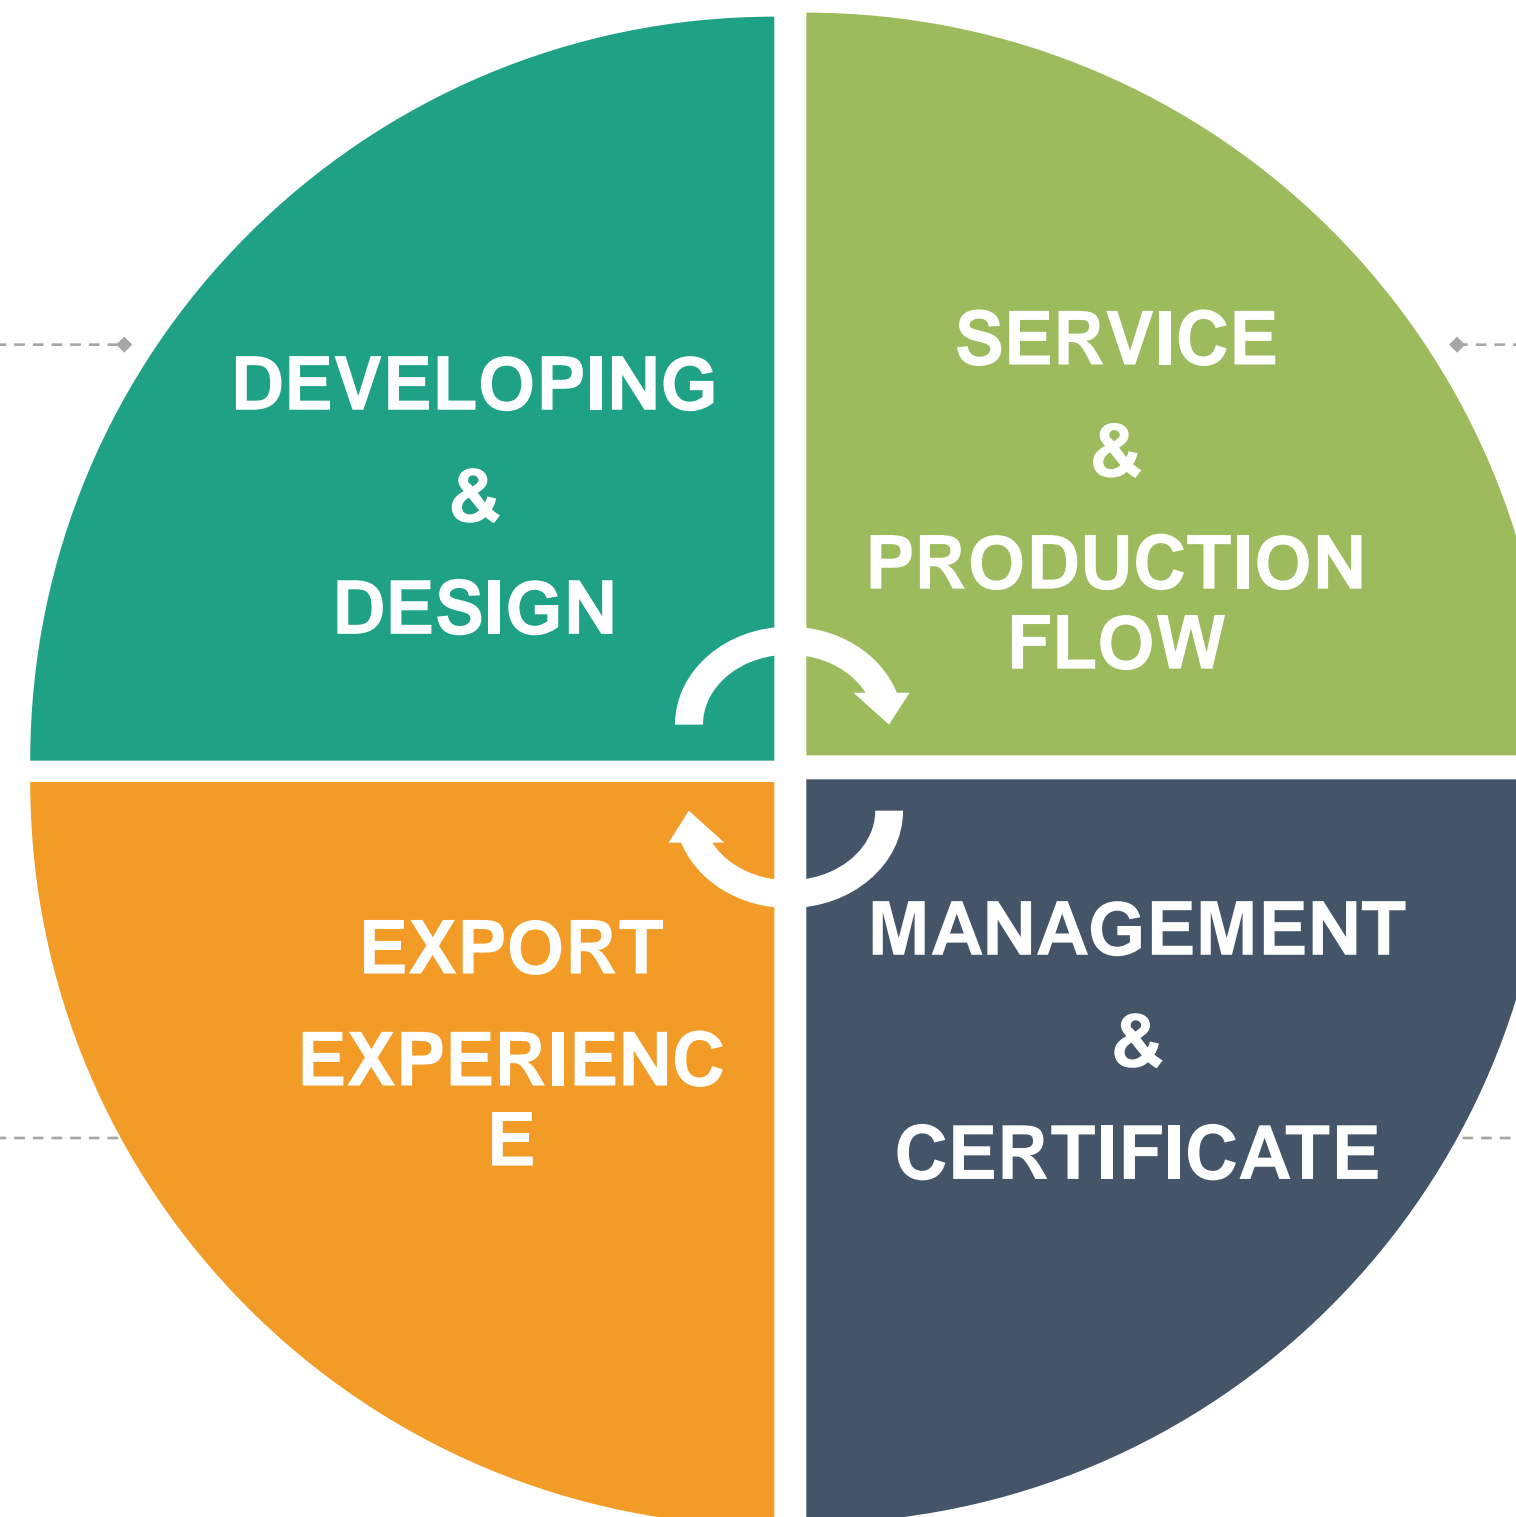 DEVELOPING
&
DESIGN
SERVICE
&
PRODUCTION
FLOW
EXPORT
EXPERIENC
E
MANAGEMENT
&
CERTIFICATE